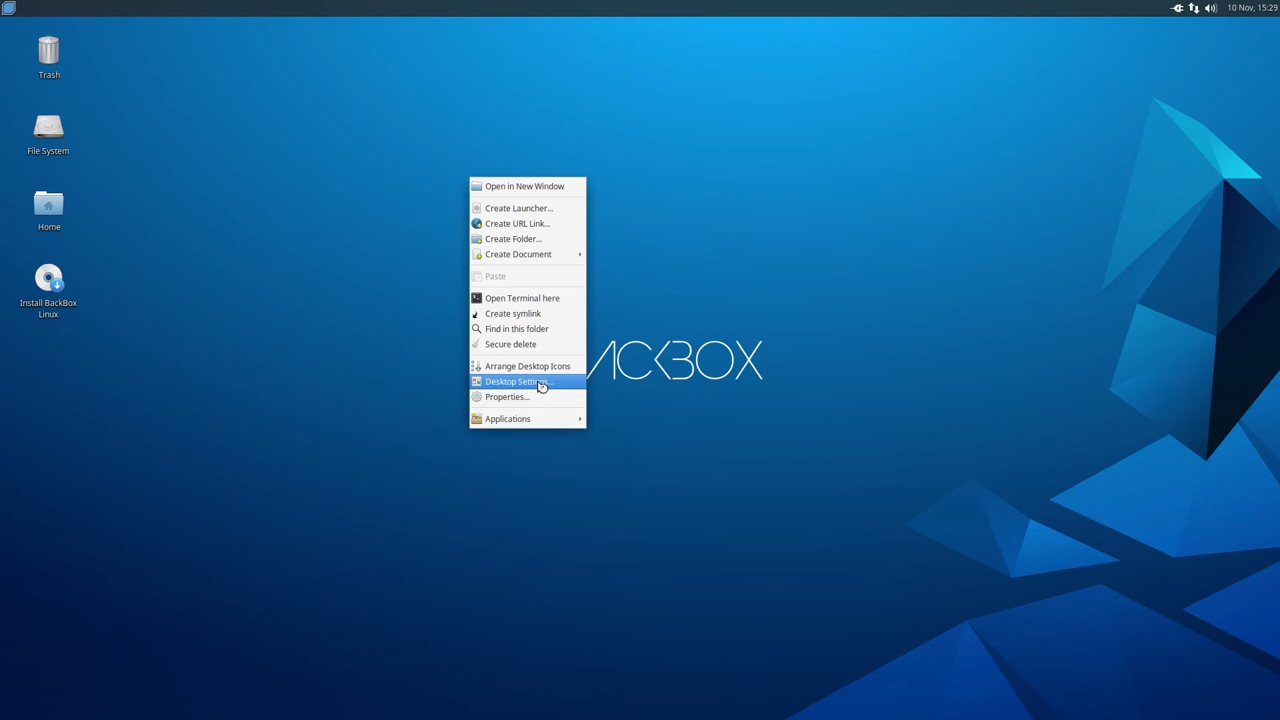 10 Nov, 15:29
Trash
File System
Home
Install BackBox
Linux
Open in New Window
Create Launcher...
Create URL Link...
Create Folder...
Create Document
Paste
Open Terminal here
Create symlink
Find in this folder
Secure delete
Arrange Desktop Icons
Desktop Settings...
Properties...
Applications
ACKBOX